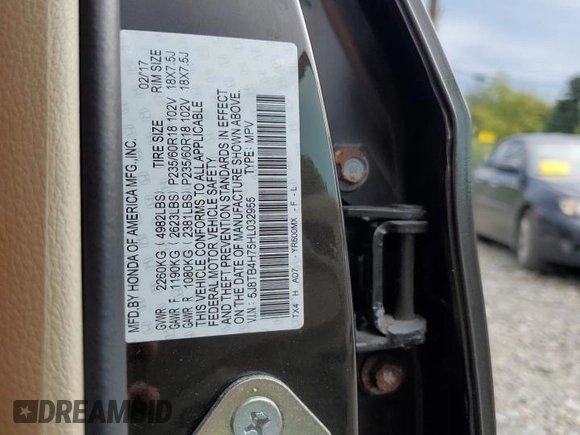 MFD.BY HONDA OF AMERICA MFG.,INC. 02/17
TIRE SIZE RIM SIZE
GVWR 2260KG ( 4982LBS)
GAWR F 1190KG ( 2623LBS) P235/60R18 102V 18X7.5J
GAWR R 1080KG ( 2381LBS) P235/60R18 102V 18X7.5J
THIS VEHICLE CONFORMS TO ALL APPLICABLE
FEDERAL MOTOR VEHICLE SAFETY
AND THEFT PREVENTION STANDARDS IN EFFECT
ON THE DATE OF MANUFACTURE SHOWN ABOVE.
V.I.N.: 5J8TB4H75HL032955 TYPE: MPV
TX4 H AD7 - YR600MX - F - L
DREAMBID